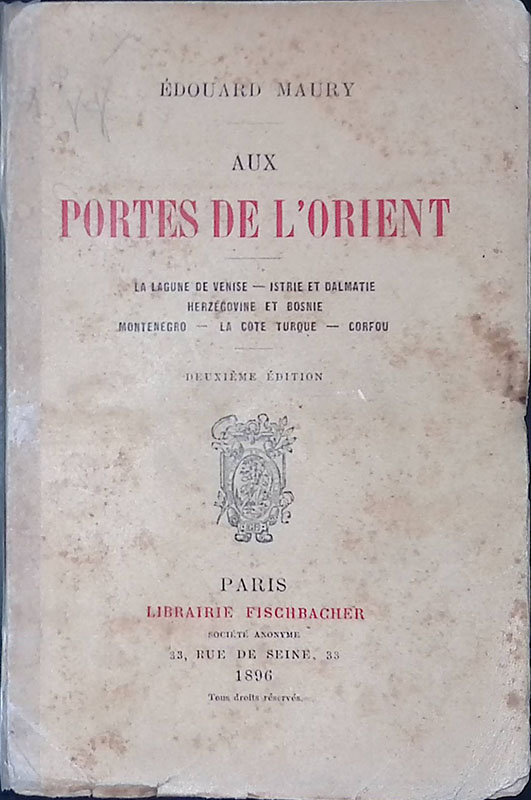 ÉDOUARD MAURY
AUX
PORTES DE L'ORIENT
LA LAGUNE DE VENISE — ISTRIE ET DALMATIE
HERZÉGOVINE ET BOSNIE
MONTENEGRO — LA COTE TURQUE — CORFOU
DEUXIÈME ÉDITION
PARIS
LIBRAIRIE FISCHBACHER
SOCIÉTÉ ANONYME
33, RUE DE SEINE, 33
1896
Tous droits réservés.